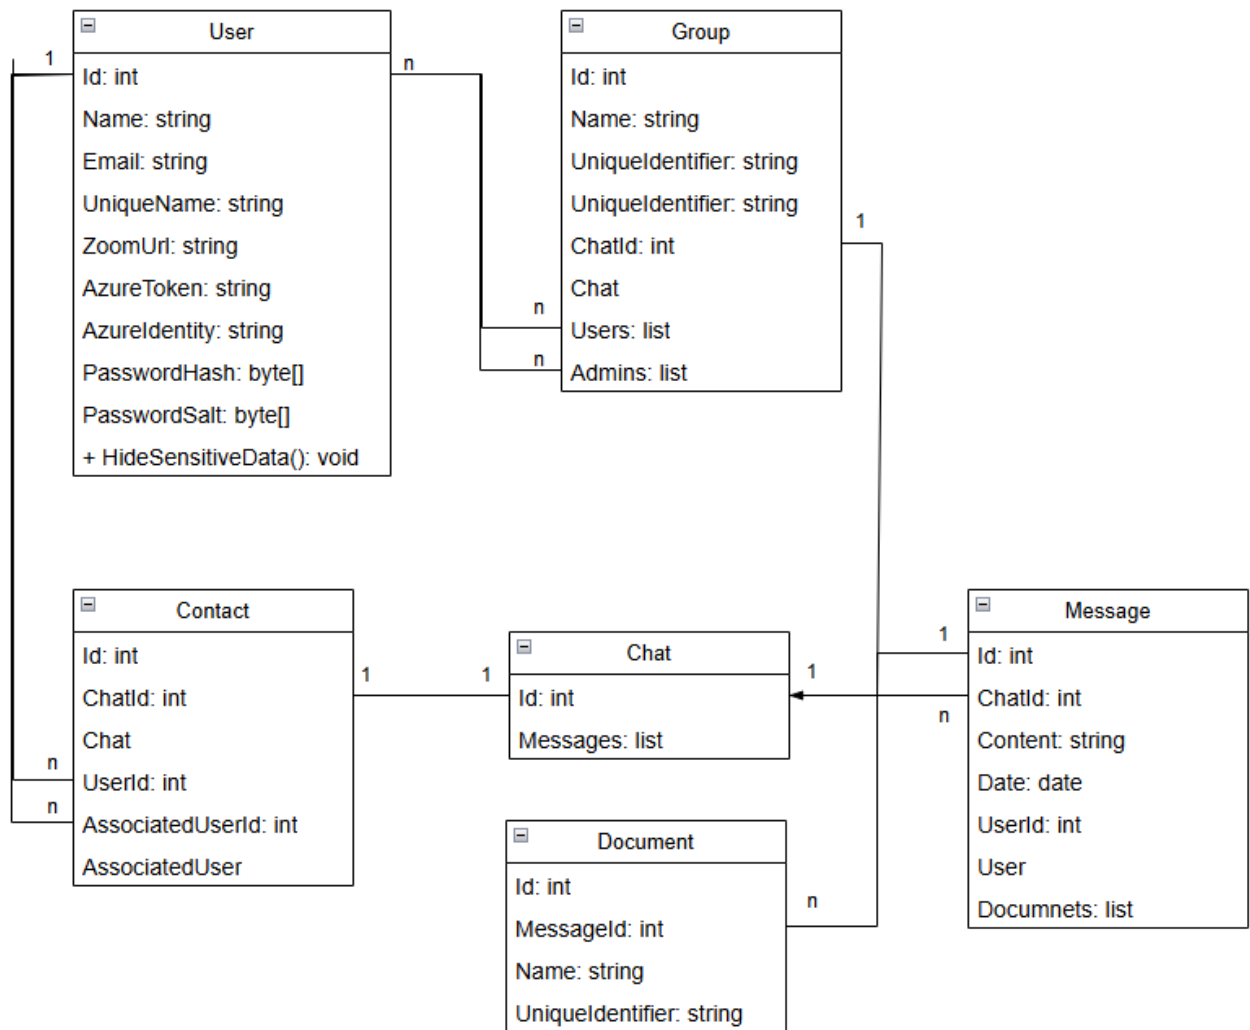 User
1
Id: int
n
Name: string
Email: string
UniqueName: string
ZoomUrl: string
AzureToken: string
AzureIdentity: string
PasswordHash: byte[]
PasswordSalt: byte[]
+ HideSensitiveData(): void
Group
Id: int
Name: string
UniqueIdentifier: string
UniqueIdentifier: string
1
ChatId: int
Chat
n
Users: list
n
Admins: list
Contact
Id: int
1
ChatId: int
Chat
n
UserId: int
n
AssociatedUserId: int
AssociatedUser
Chat
1
Id: int
1
Messages: list
Message
1
Id: int
ChatId: int
n
Content: string
Date: date
UserId: int
User
Documnets: list
Document
Id: int
n
MessageId: int
Name: string
UniqueIdentifier: string